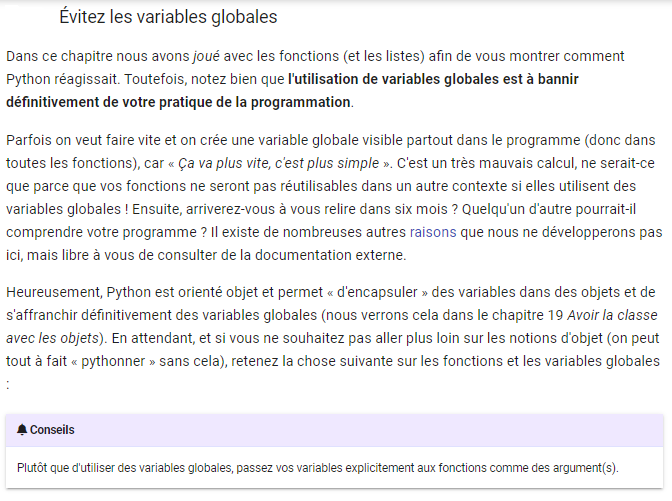 Évitez les variables globales
Dans ce chapitre nous avons joué avec les fonctions (et les listes) afin de vous montrer comment
Python réagissait. Toutefois, notez bien que l'utilisation de variables globales est à bannir
définitivement de votre pratique de la programmation.
Parfois on veut faire vite et on crée une variable globale visible partout dans le programme (donc dans
toutes les fonctions), car « Ça va plus vite, c'est plus simple ». C'est un très mauvais calcul, ne serait-ce
que parce que vos fonctions ne seront pas réutilisables dans un autre contexte si elles utilisent des
variables globales ! Ensuite, arriverez-vous à vous relire dans six mois ? Quelqu'un d'autre pourrait-il
comprendre votre programme ? Il existe de nombreuses autres raisons que nous ne développerons pas
ici, mais libre à vous de consulter de la documentation externe.
Heureusement, Python est orienté objet et permet « d'encapsuler » des variables dans des objets et de
s'affranchir définitivement des variables globales (nous verrons cela dans le chapitre 19 Avoir la classe
avec les objets). En attendant, et si vous ne souhaitez pas aller plus loin sur les notions d'objet (on peut
tout à fait « pythonner » sans cela), retenez la chose suivante sur les fonctions et les variables globales
:
Conseils
Plutôt que d'utiliser des variables globales, passez vos variables explicitement aux fonctions comme des argument(s).